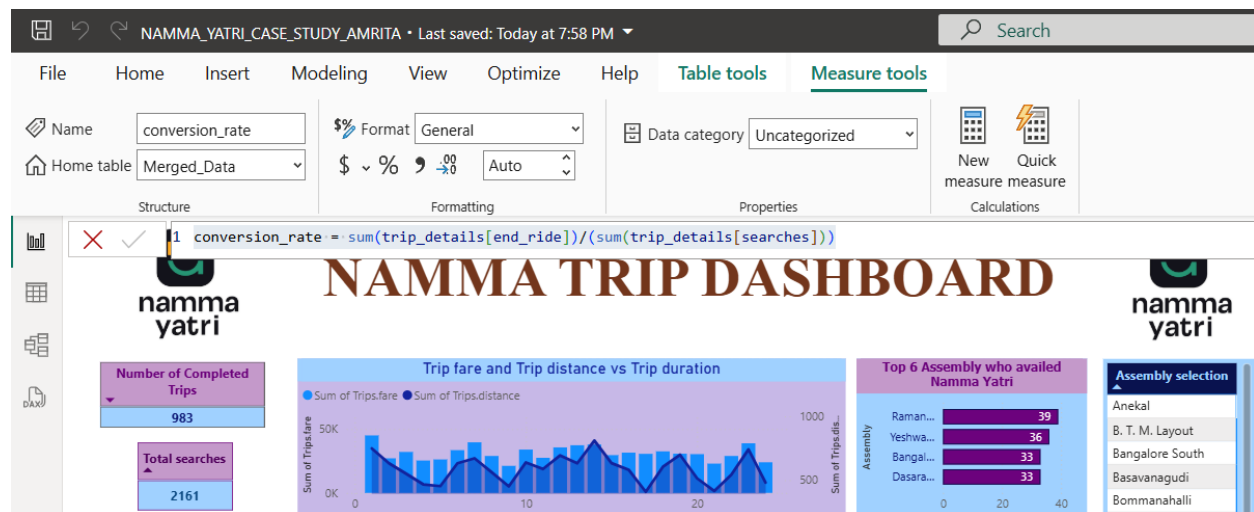 NAMMA_YATRI_CASE_STUDY_AMRITA • Last saved: Today at 7:58 PM
Search
File Home Insert Modeling View Optimize Help Table tools Measure tools
Name conversion_rate
$% Format General
Data category Uncategorized
Home table Merged_Data
$ % 9 .00 →0 Auto
New measure
Quick measure
Structure Formatting Properties Calculations
1 conversion_rate = sum(trip_details[end_ride])/(sum(trip_details[searches]))
DAX
namma
yatri
NAMMA TRIP DASHBOARD
namma
yatri
Number of Completed
Trips
983
Total searches
2161
Trip fare and Trip distance vs Trip duration
Sum of Trips.fare Sum of Trips.distance
Sum of Trips.fare
50K
0K
0 10 20
1000
500
Sum of Trips.dis...
Top 6 Assembly who availed
Namma Yatri
Assembly
Raman... 39
Yeshwa... 36
Bangal... 33
Dasara... 33
0 20 40
Assembly selection
Anekal
B. T. M. Layout
Bangalore South
Basavanagudi
Bommanahalli